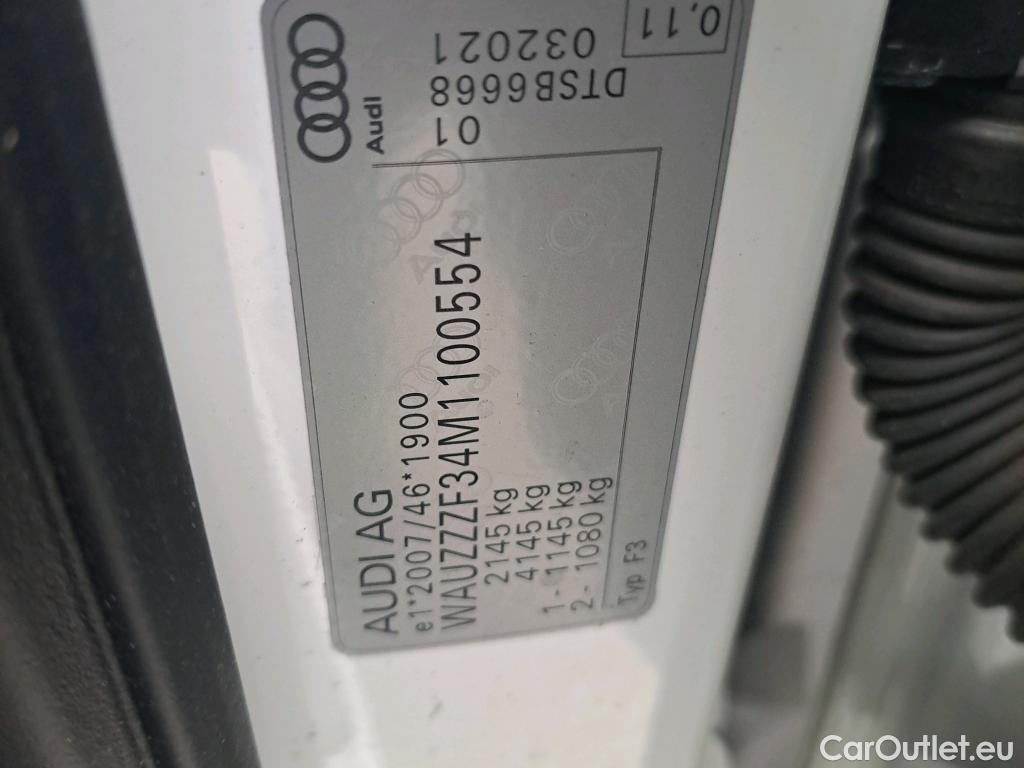 AUDI AG
e1*2007/46*1900
WAUZZZF34M1100554
2145 kg
4145 kg
1- 1145 kg
2- 1080 kg
Typ F3
Audi
01
DTSB6668
032021
0,11
CarOutlet.eu